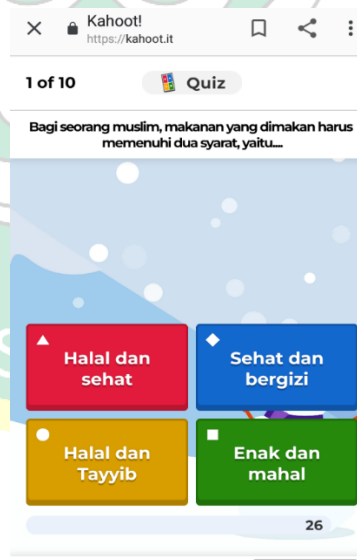 Kahoot!
https://kahoot.it
1 of 10
Quiz
Bagi seorang muslim, makanan yang dimakan harus
memenuhi dua syarat, yaitu....
Halal dan
sehat
Sehat dan
bergizi
Halal dan
Tayyib
Enak dan
mahal
26